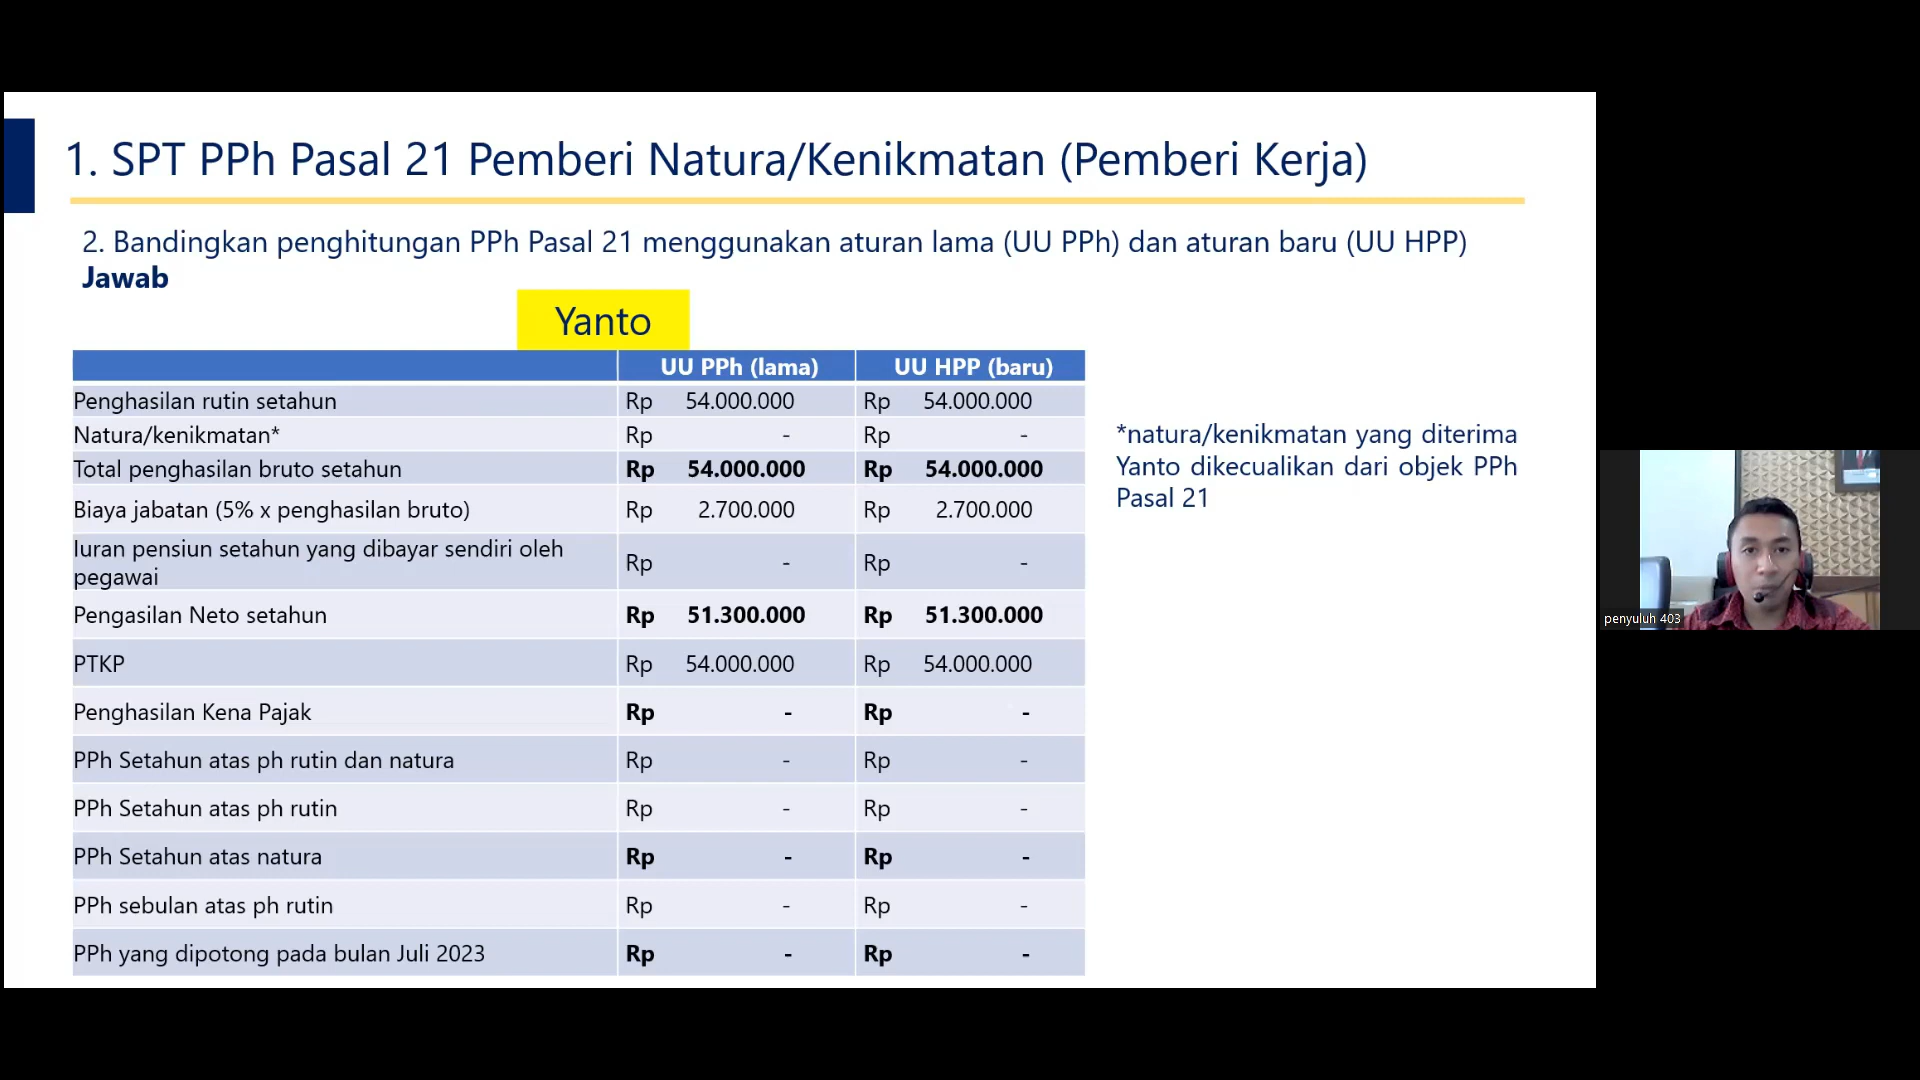 1. SPT PPh Pasal 21 Pemberi Natura/Kenikmatan (Pemberi Kerja)
2. Bandingkan penghitungan PPh Pasal 21 menggunakan aturan lama (UU PPh) dan aturan baru (UU HPP)
Jawab
Yanto
UU PPh (lama) UU HPP (baru)
Penghasilan rutin setahun Rp 54.000.000 Rp 54.000.000
Natura/kenikmatan* Rp - Rp -
Total penghasilan bruto setahun Rp 54.000.000 Rp 54.000.000
Biaya jabatan (5% x penghasilan bruto) Rp 2.700.000 Rp 2.700.000
Iuran pensiun setahun yang dibayar sendiri oleh
pegawai Rp - Rp -
Pengasilan Neto setahun Rp 51.300.000 Rp 51.300.000
PTKP Rp 54.000.000 Rp 54.000.000
Penghasilan Kena Pajak Rp - Rp -
PPh Setahun atas ph rutin dan natura Rp - Rp -
PPh Setahun atas ph rutin Rp - Rp -
PPh Setahun atas natura Rp - Rp -
PPh sebulan atas ph rutin Rp - Rp -
PPh yang dipotong pada bulan Juli 2023 Rp - Rp -
*natura/kenikmatan yang diterima
Yanto dikecualikan dari objek PPh
Pasal 21
penyuluh 403